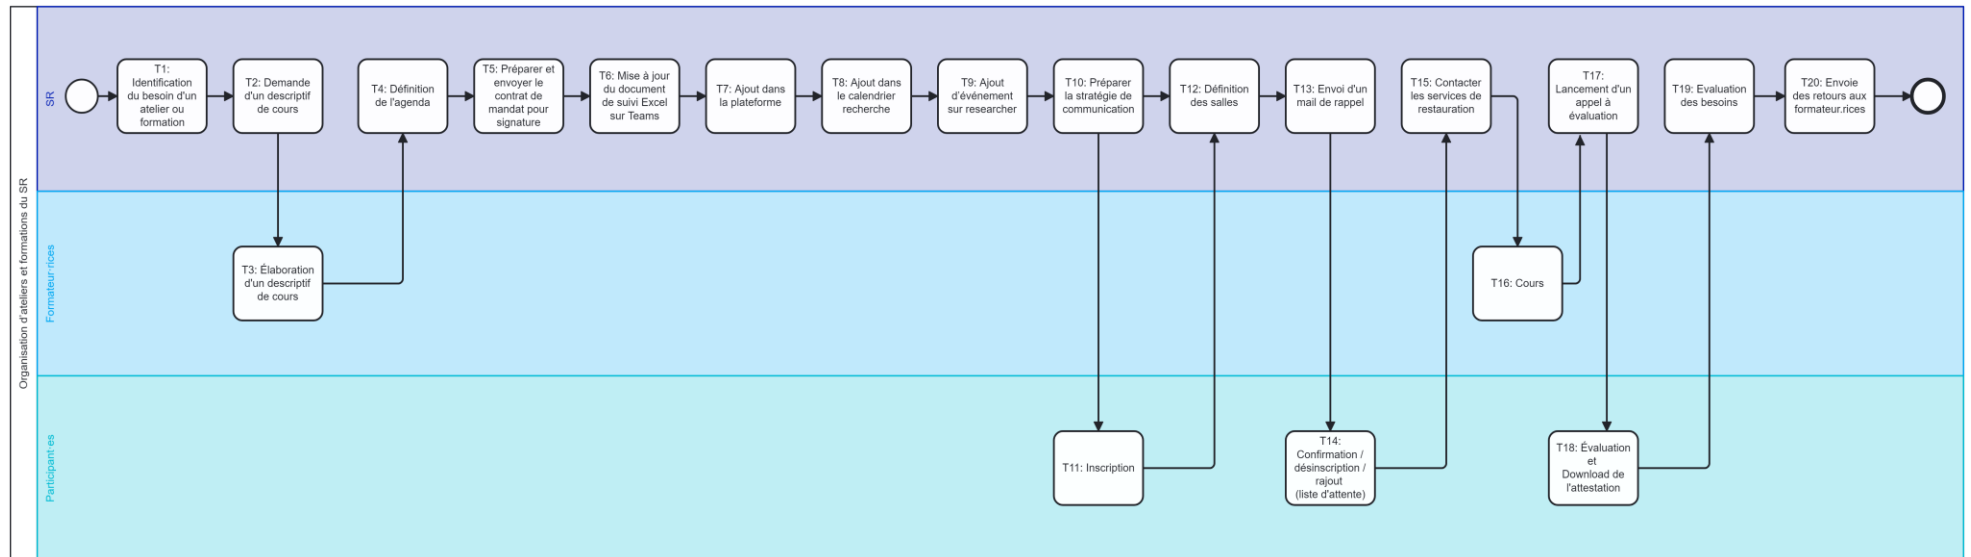 Organisation d'ateliers et formations du SR
SR
T1:
Identification
du besoin d'un
atelier ou
formation
T2: Demande
d'un descriptif
de cours
T4: Définition
de l'agenda
T5: Préparer et
envoyer le
contrat de
mandat pour
signature
T6: Mise à jour
du document
de suivi Excel
sur Teams
T7: Ajout dans
la plateforme
T8: Ajout dans
le calendrier
recherche
T9: Ajout
d'événement
sur researcher
T10: Préparer
la stratégie de
communication
T12: Définition
des salles
T13: Envoi d'un
mail de rappel
T15: Contacter
les services de
restauration
T17:
Lancement d'un
appel à
évaluation
T19: Evaluation
des besoins
T20: Envoie
des retours aux
formateur.rices
Formateur·rices
T3: Élaboration
d'un descriptif
de cours
T16: Cours
Participant·es
T11: Inscription
T14:
Confirmation /
désinscription /
rajout
(liste d'attente)
T18: Évaluation
et
Download de
l'attestation